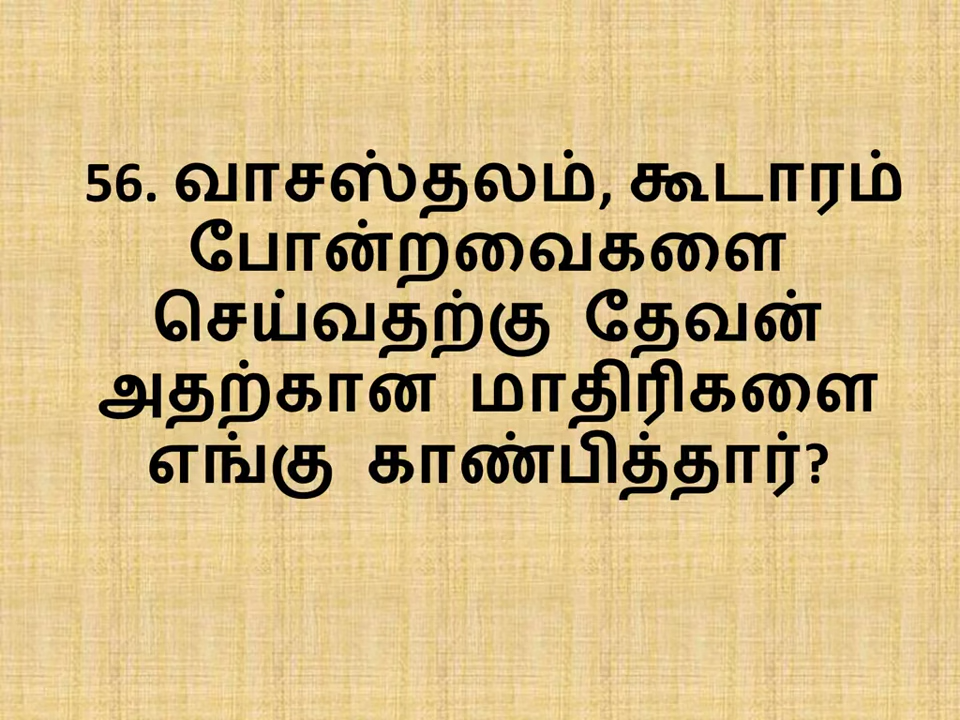 56. வாசஸ்தலம், கூடாரம்
போன்றவைகளை
செய்வதற்கு தேவன்
அதற்கான மாதிரிகளை
எங்கு காண்பித்தார்?